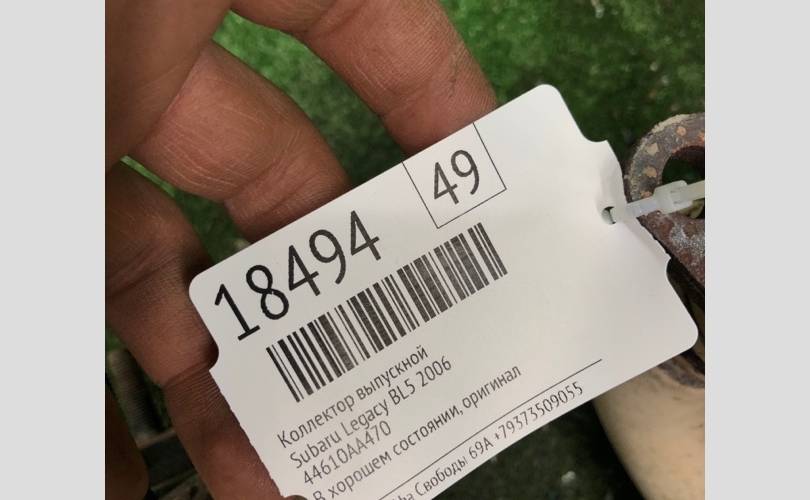 49
18494
Коллектор выпускной
Subaru Legacy BL5 2006
44610AA470
В хорошем состоянии, оригинал
Свободы 69А +79373509055